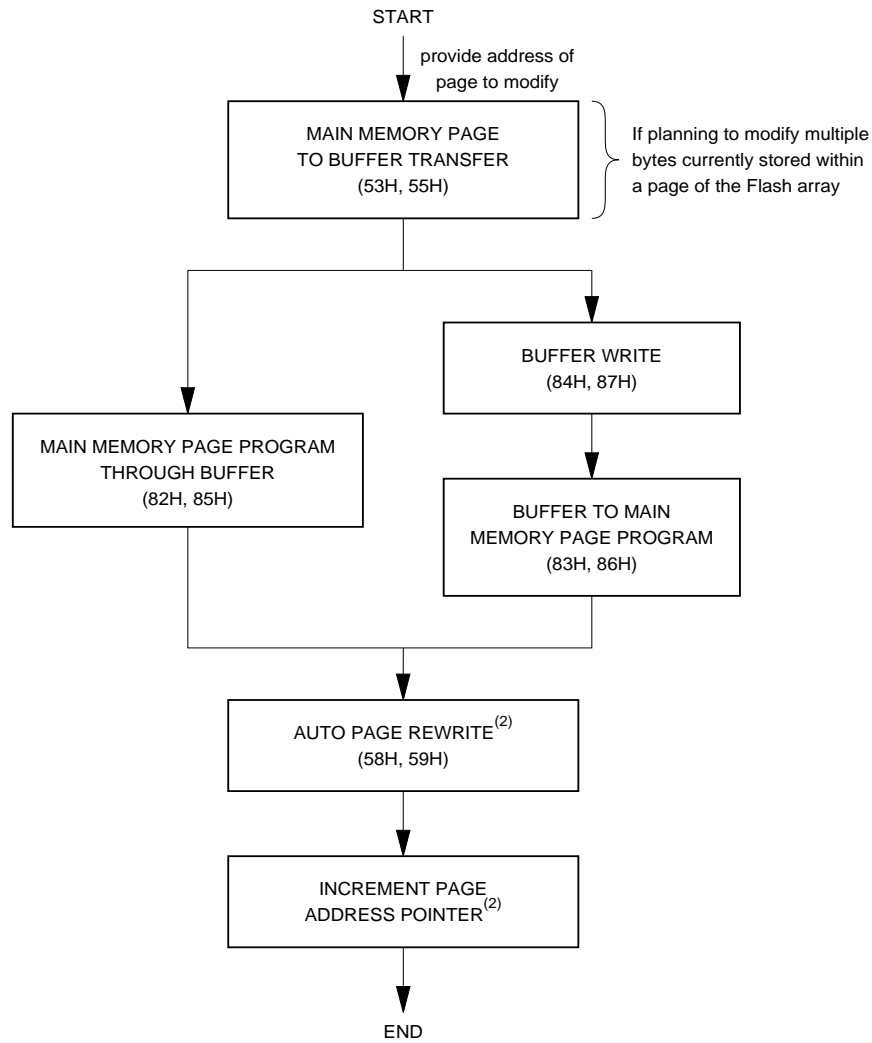 START
provide address of
page to modify
MAIN MEMORY PAGE
TO BUFFER TRANSFER
(53H, 55H)
If planning to modify multiple
bytes currently stored within
a page of the Flash array
BUFFER WRITE
(84H, 87H)
MAIN MEMORY PAGE PROGRAM
THROUGH BUFFER
(82H, 85H)
BUFFER TO MAIN
MEMORY PAGE PROGRAM
(83H, 86H)
AUTO PAGE REWRITE(2)
(58H, 59H)
INCREMENT PAGE
ADDRESS POINTER(2)
END